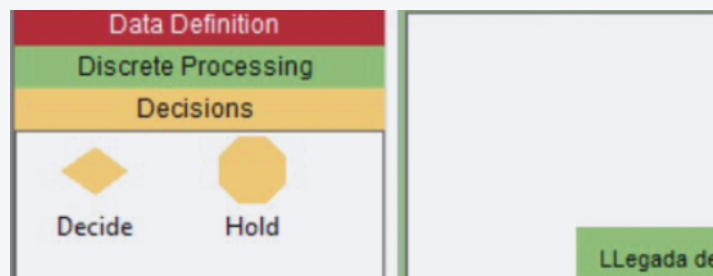 Data Definition
Discrete Processing
Decisions
Decide
Hold
LLegada de